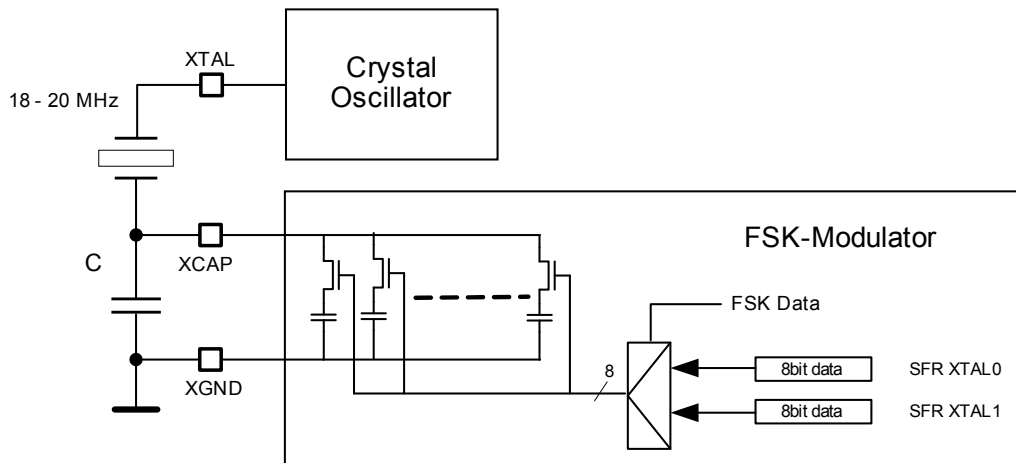 XTAL
Crystal
Oscillator
18 - 20 MHz
FSK-Modulator
C
XCAP
FSK Data
8
8bit data
SFR XTAL0
XGND
8bit data
SFR XTAL1